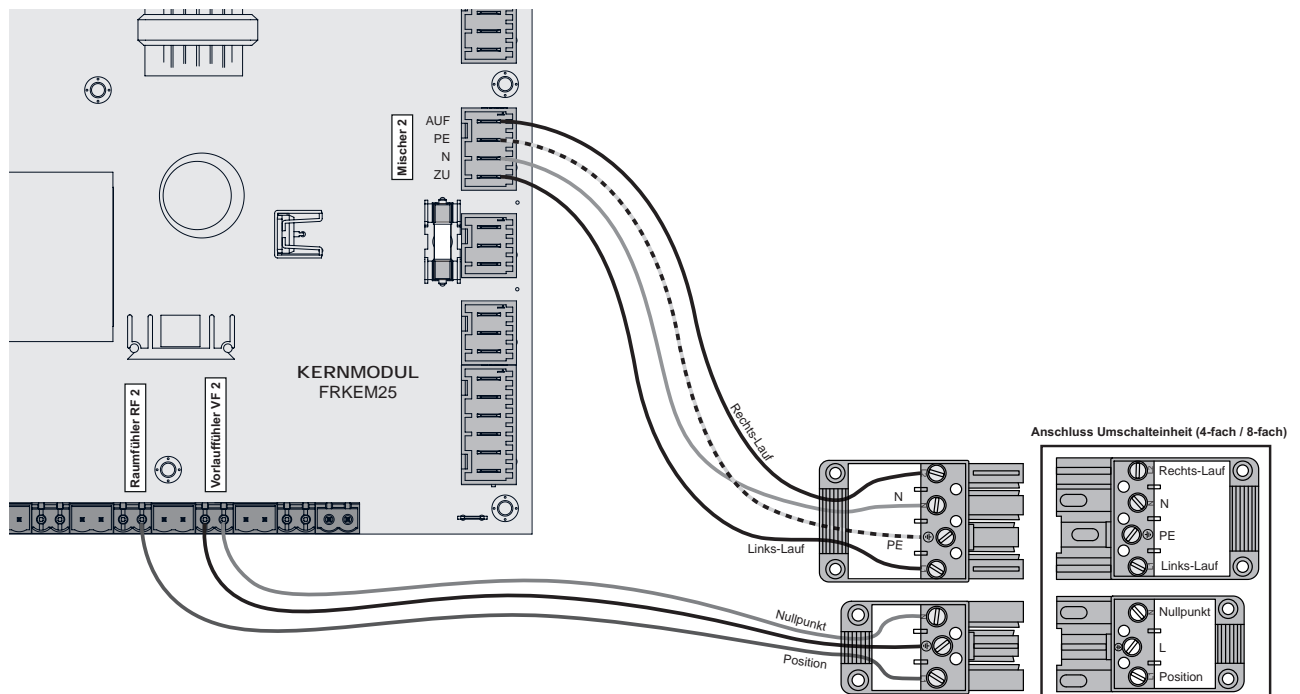 Mischer 2
AUF
PE
N
ZU
KERNMODUL
FRKEM25
Raumfühler RF 2
Vorlauffühler VF 2
Rechts-Lauf
N
PE
Links-Lauf
Nullpunkt
Position
Anschluss Umschalteinheit (4-fach / 8-fach)
Rechts-Lauf
N
PE
Links-Lauf
Nullpunkt
L
Position